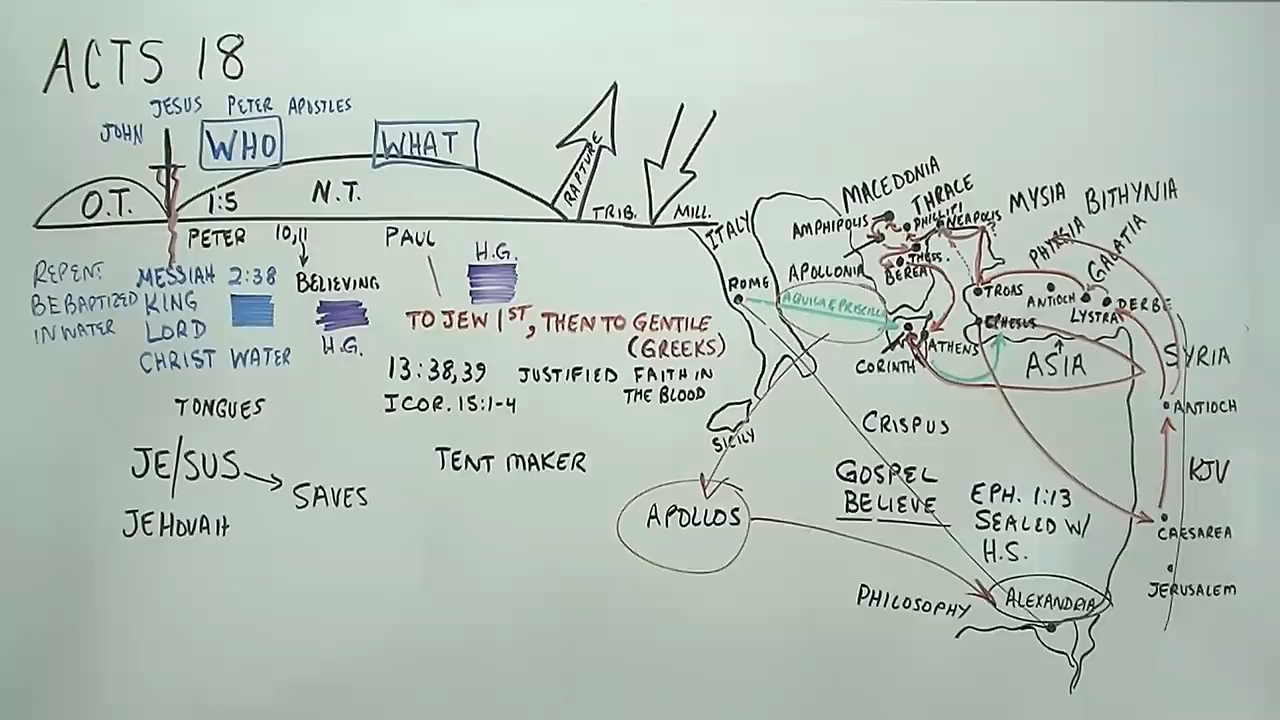 ACTS 18
JESUS PETER APOSTLES
JOHN
WHO
WHAT
O.T.
1:5
N.T.
RAPTURE
TRIB.
MILL.
PETER
10,11
PAUL
H.G.
REPENT
BE BAPTIZED
IN WATER
MESSIAH 2:38
KING
LORD
CHRIST WATER
BELIEVING
H.G.
TO JEW 1ST, THEN TO GENTILE
(GREEKS)
13:38,39 JUSTIFIED FAITH IN
THE BLOOD
I COR. 15:1-4
TONGUES
JE/SUS
SAVES
JEHOVAH
TENT MAKER
ITALY
ROME
SICILY
MACEDONIA
THRACE
AMPHIPOLIS
PHILIPPI
NEAPOLIS
APOLLONIA
THESS.
BEREA
AQUILA & PRISCILL
MYSIA
BITHYNIA
PHYGIA
GALATIA
TROAS
ANTIOCH
LYSTRA
DERBE
EPHESUS
ATHENS
CORINTH
ASIA
SYRIA
ANTIOCH
KJV
CAESAREA
JERUSALEM
CRISPUS
GOSPEL
BELIEVE
EPH. 1:13
SEALED W/
H.S.
APOLLOS
PHILOSOPHY
ALEXANDRIA